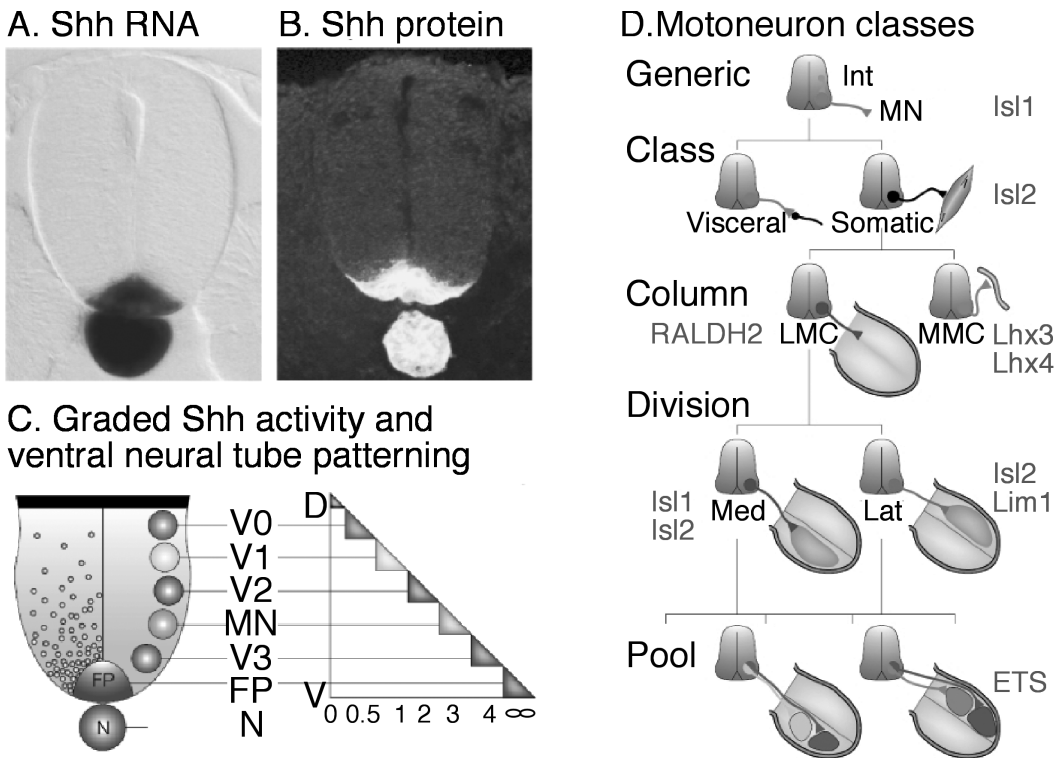 A. Shh RNA
B. Shh protein
C. Graded Shh activity and
ventral neural tube patterning
FP
N
V0
V1
V2
MN
V3
FP
N
D
V
0 0.5 1 2 3 4 ∞
D.Motoneuron classes
Generic
Int
MN
Isl1
Class
Visceral
Somatic
Isl2
Column
RALDH2
LMC
MMC
Lhx3
Lhx4
Division
Isl1
Isl2
Med
Lat
Isl2
Lim1
Pool
ETS